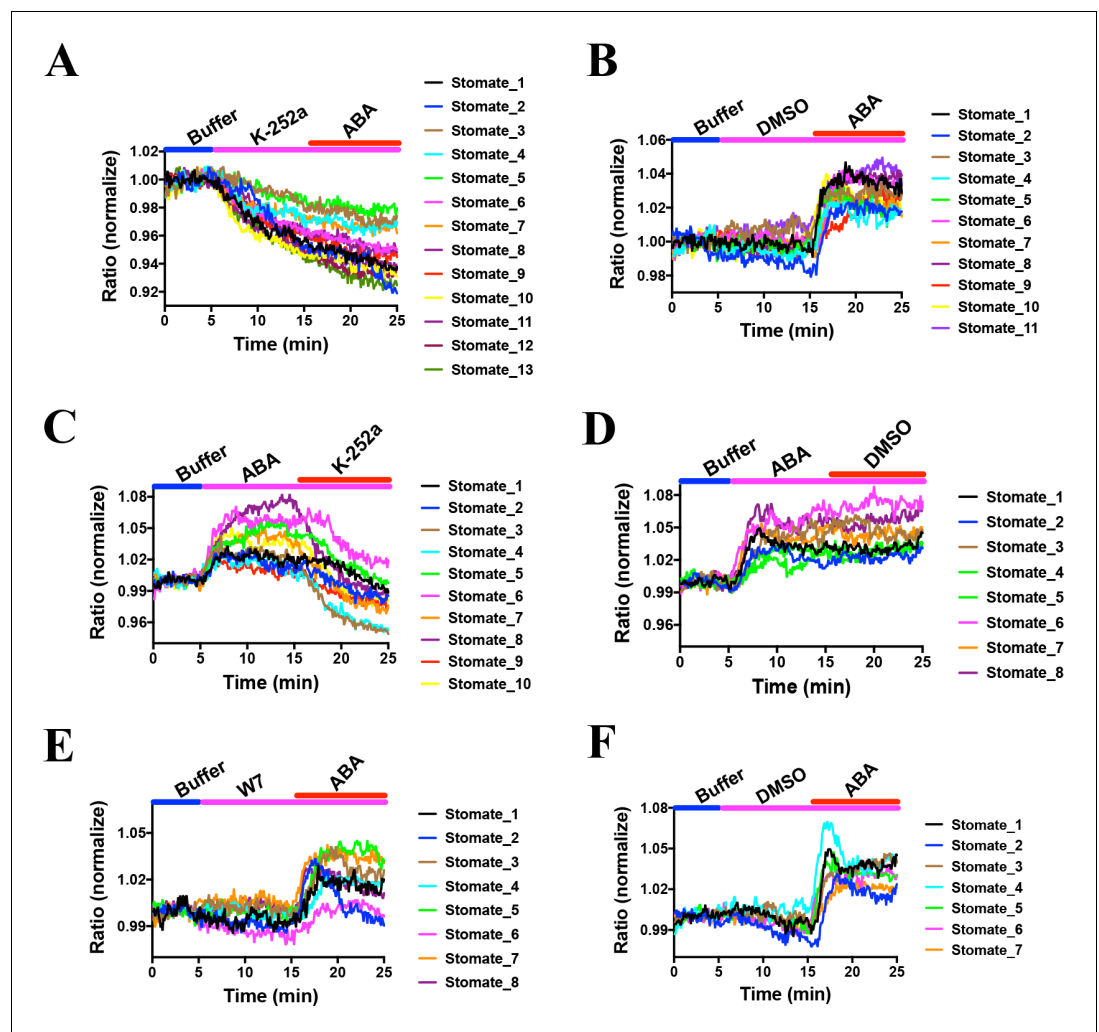 A
Buffer K-252a ABA
Ratio (normalize)
1.02
1.00
0.98
0.96
0.94
0.92
0 5 10 15 20 25
Time (min)
Stomate_1
Stomate_2
Stomate_3
Stomate_4
Stomate_5
Stomate_6
Stomate_7
Stomate_8
Stomate_9
Stomate_10
Stomate_11
Stomate_12
Stomate_13
B
Buffer DMSO ABA
Ratio (normalize)
1.06
1.04
1.02
1.00
0.98
0 5 10 15 20 25
Time (min)
Stomate_1
Stomate_2
Stomate_3
Stomate_4
Stomate_5
Stomate_6
Stomate_7
Stomate_8
Stomate_9
Stomate_10
Stomate_11
C
Buffer ABA K-252a
Ratio (normalize)
1.08
1.05
1.02
0.99
0.96
0 5 10 15 20 25
Time (min)
Stomate_1
Stomate_2
Stomate_3
Stomate_4
Stomate_5
Stomate_6
Stomate_7
Stomate_8
Stomate_9
Stomate_10
D
Buffer ABA DMSO
Ratio (normalize)
1.08
1.05
1.02
0.99
0.96
0 5 10 15 20 25
Time (min)
Stomate_1
Stomate_2
Stomate_3
Stomate_4
Stomate_5
Stomate_6
Stomate_7
Stomate_8
E
Buffer W7 ABA
Ratio (normalize)
1.05
1.02
0.99
0 5 10 15 20 25
Time (min)
Stomate_1
Stomate_2
Stomate_3
Stomate_4
Stomate_5
Stomate_6
Stomate_7
Stomate_8
F
Buffer DMSO ABA
Ratio (normalize)
1.08
1.05
1.02
0.99
0 5 10 15 20 25
Time (min)
Stomate_1
Stomate_2
Stomate_3
Stomate_4
Stomate_5
Stomate_6
Stomate_7